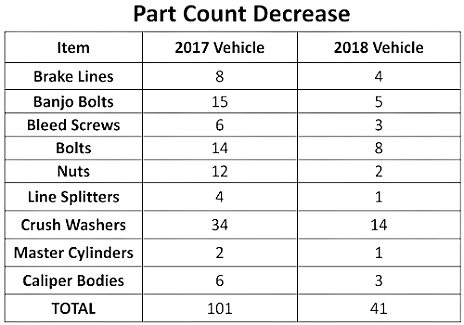 Part Count Decrease
Item 2017 Vehicle 2018 Vehicle
Brake Lines 8 4
Banjo Bolts 15 5
Bleed Screws 6 3
Bolts 14 8
Nuts 12 2
Line Splitters 4 1
Crush Washers 34 14
Master Cylinders 2 1
Caliper Bodies 6 3
TOTAL 101 41